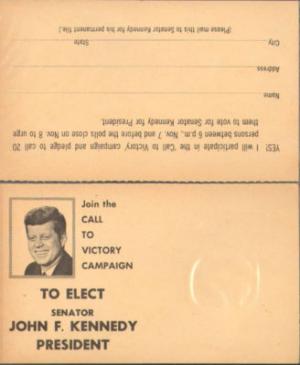 YES! I will participate in the 'Call to Victory' campaign and pledge to call 20
persons between 6 p.m., Nov. 7 and before the polls close on Nov. 8 to urge
them to vote for Senator Kennedy for President.
Name
Address
City State
(Please mail this to Senator Kennedy for his permanent file.)
Join the
CALL
TO
VICTORY
CAMPAIGN
TO ELECT
SENATOR
JOHN F. KENNEDY
PRESIDENT